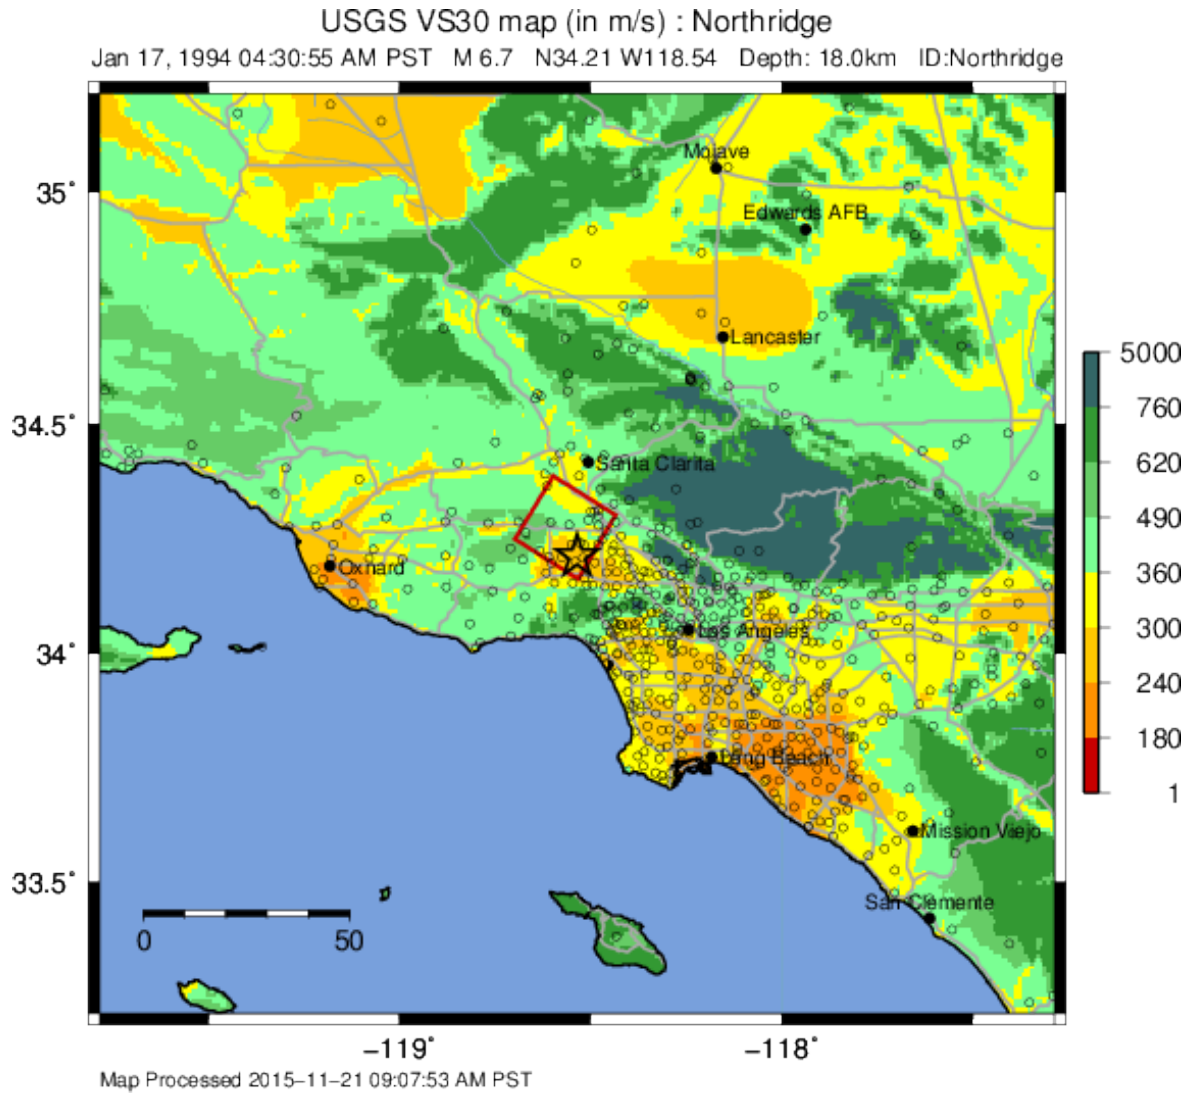 USGS VS30 map (in m/s) : Northridge
Jan 17, 1994 04:30:55 AM PST M 6.7 N34.21 W118.54 Depth: 18.0km ID:Northridge
Mojave
35°
Edwards AFB
Lancaster
5000
760
34.5°
Santa Clarita
620
490
Oxnard
360
Los Angeles
300
34°
240
180
Long Beach
1
Mission Viejo
33.5°
San Clemente
0 50
−119° −118°
Map Processed 2015−11−21 09:07:53 AM PST